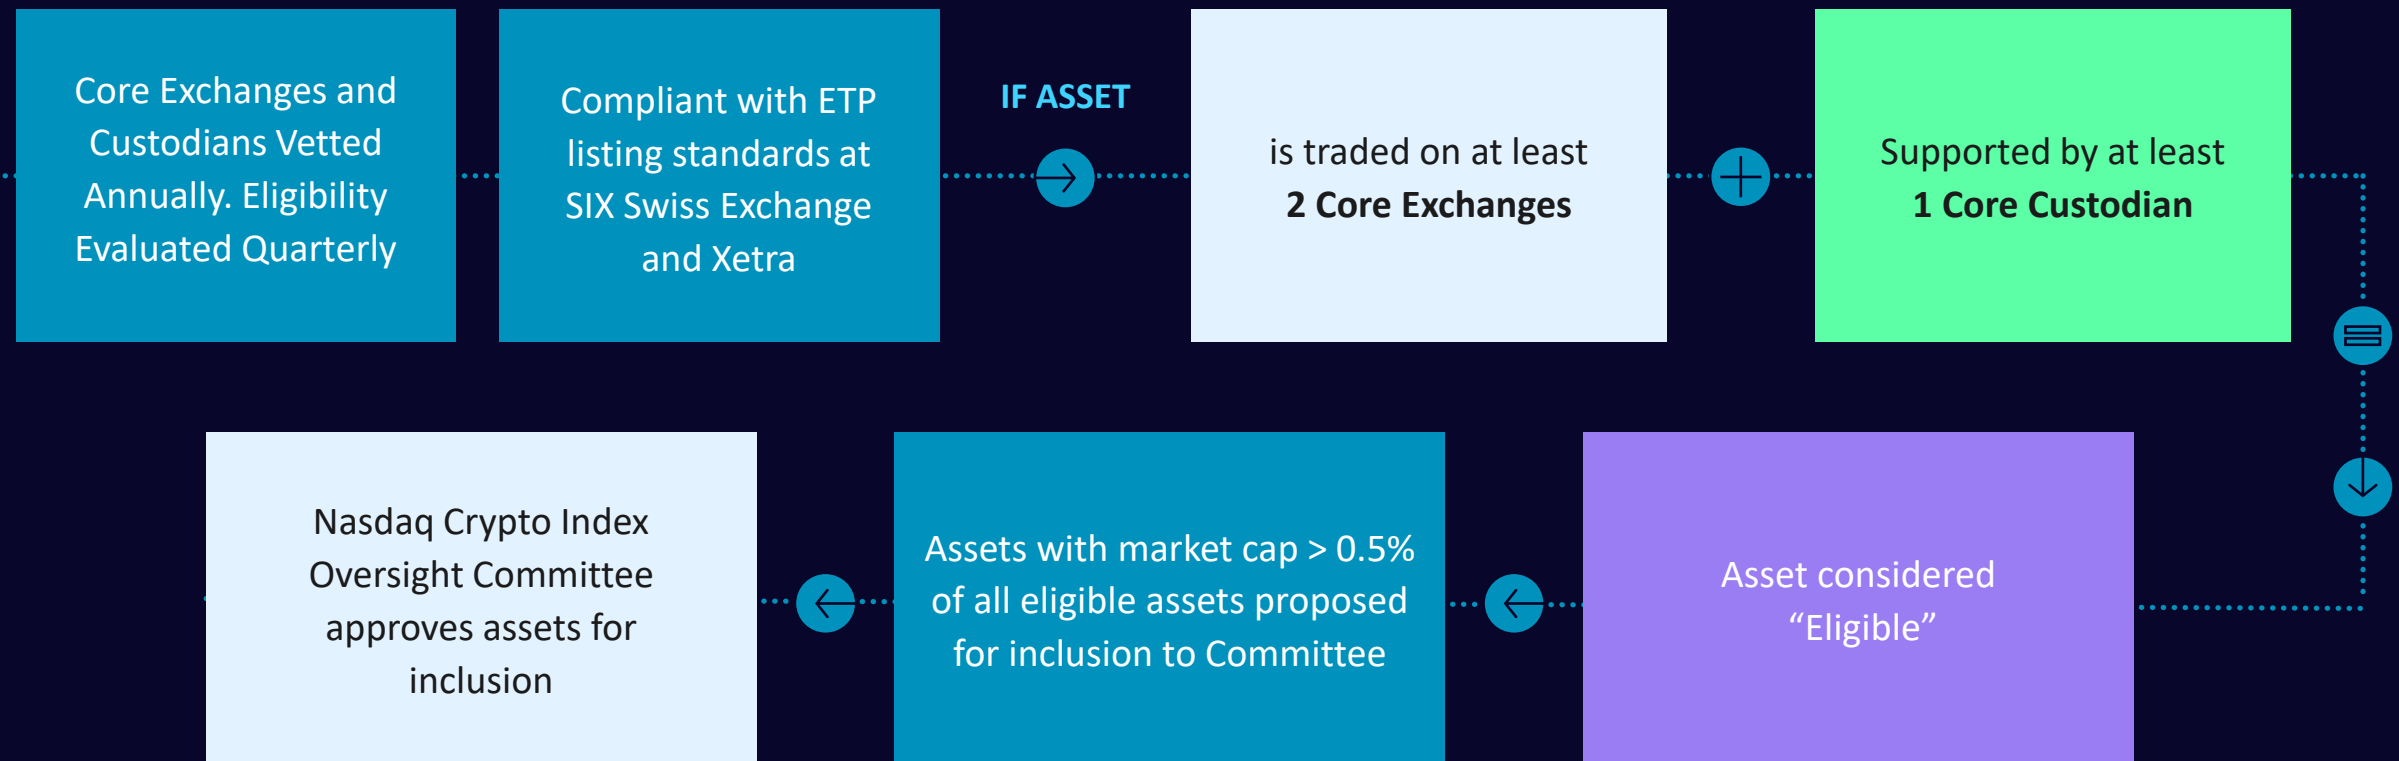 Core Exchanges and
Custodians Vetted
Annually. Eligibility
Evaluated Quarterly
Compliant with ETP
listing standards at
SIX Swiss Exchange
and Xetra
IF ASSET
is traded on at least
2 Core Exchanges
Supported by at least
1 Core Custodian
Asset considered
“Eligible”
Assets with market cap > 0.5%
of all eligible assets proposed
for inclusion to Committee
Nasdaq Crypto Index
Oversight Committee
approves assets for
inclusion